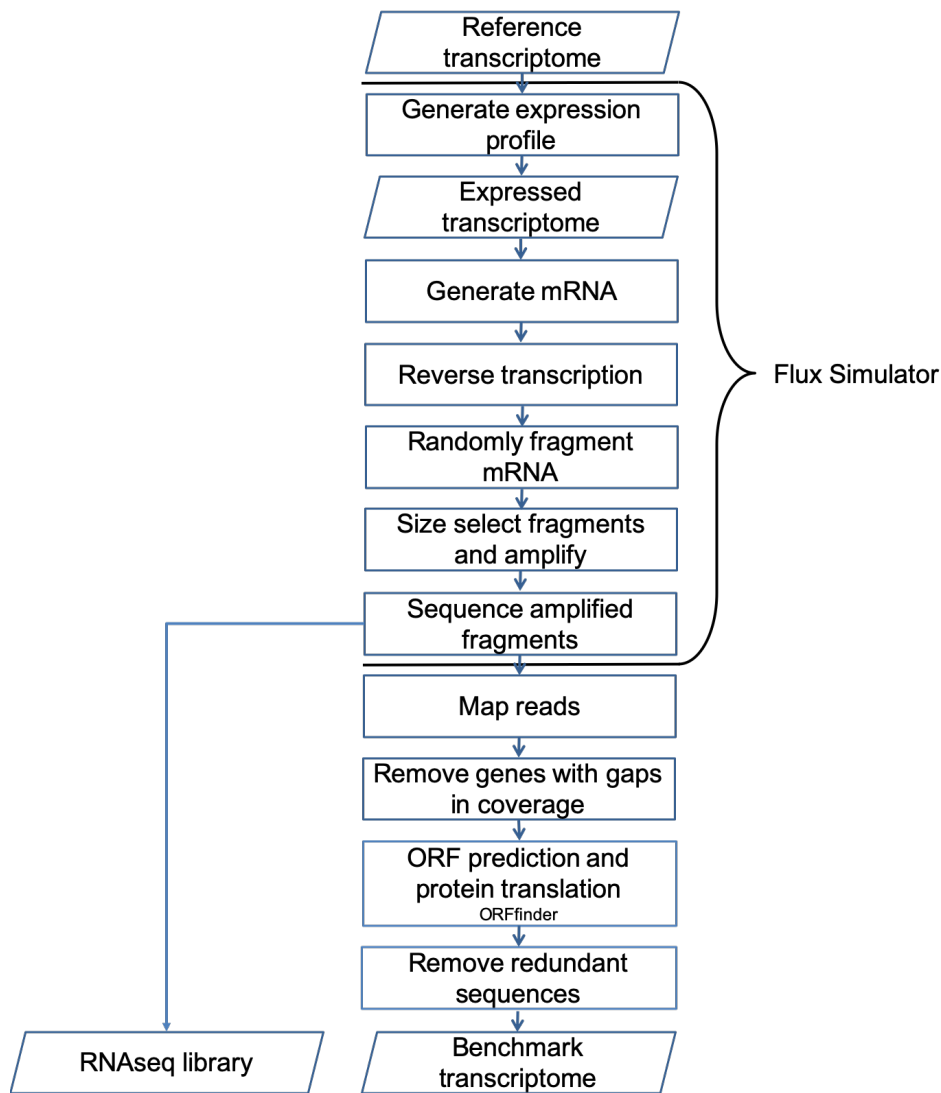 Reference
transcriptome
Generate expression
profile
Expressed
transcriptome
Generate mRNA
Reverse transcription
Flux Simulator
Randomly fragment
mRNA
Size select fragments
and amplify
Sequence amplified
fragments
Map reads
Remove genes with gaps
in coverage
ORF prediction and
protein translation
ORFfinder
Remove redundant
sequences
RNAseq library
Benchmark
transcriptome